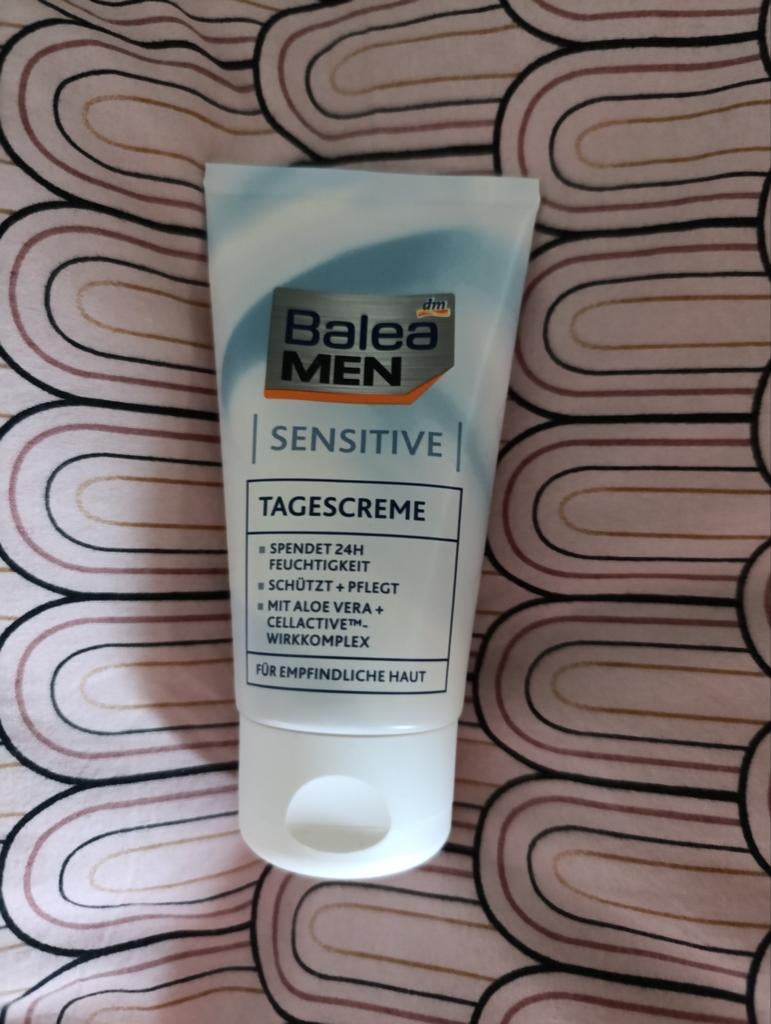 dm
Balea
MEN
SENSITIVE
TAGESCREME
SPENDET 24H
FEUCHTIGKEIT
SCHÜTZT + PFLEGT
MIT ALOE VERA +
CELLACTIVE™-
WIRKKOMPLEX
FÜR EMPFINDLICHE HAUT